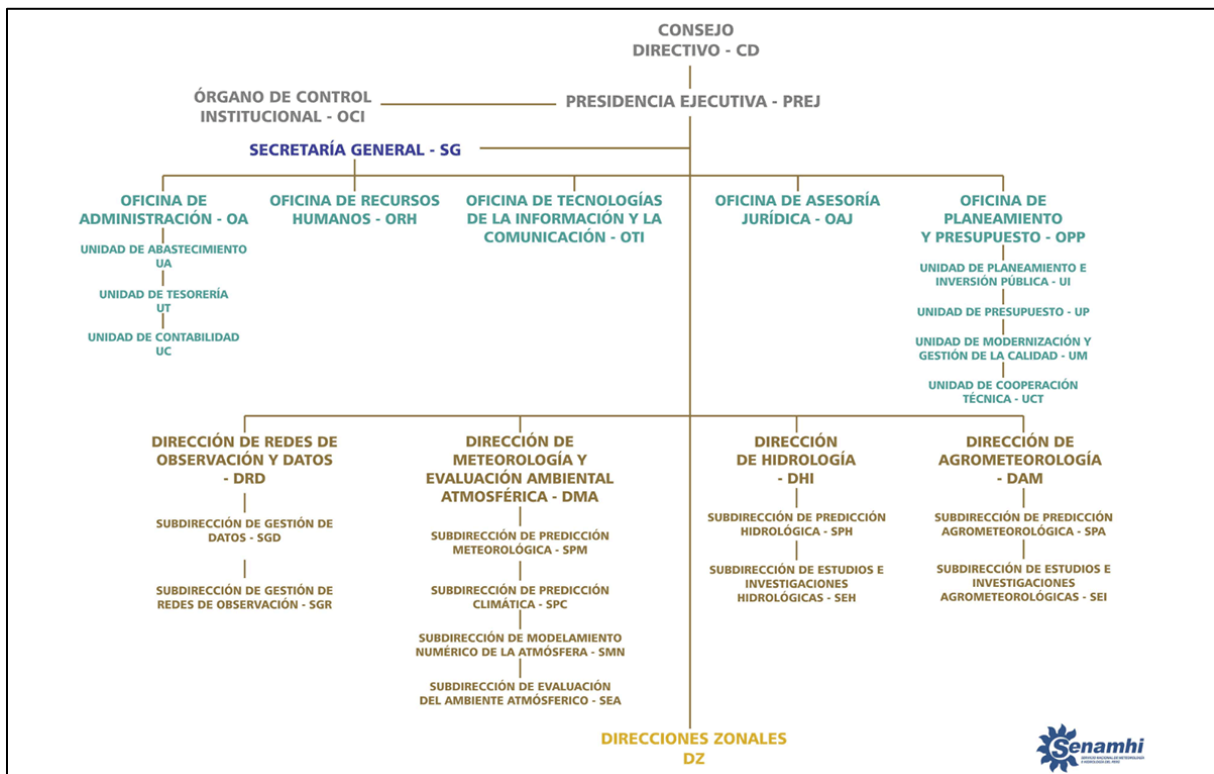 CONSEJO
DIRECTIVO - CD
ÓRGANO DE CONTROL
INSTITUCIONAL - OCI
PRESIDENCIA EJECUTIVA - PREJ
SECRETARÍA GENERAL - SG
OFICINA DE
ADMINISTRACIÓN - OA
UNIDAD DE ABASTECIMIENTO
UA
UNIDAD DE TESORERÍA
UT
UNIDAD DE CONTABILIDAD
UC
OFICINA DE RECURSOS
HUMANOS - ORH
OFICINA DE TECNOLOGÍAS
DE LA INFORMACIÓN Y LA
COMUNICACIÓN - OTI
OFICINA DE ASESORÍA
JURÍDICA - OAJ
OFICINA DE
PLANEAMIENTO
Y PRESUPUESTO - OPP
UNIDAD DE PLANEAMIENTO E
INVERSIÓN PÚBLICA - UI
UNIDAD DE PRESUPUESTO - UP
UNIDAD DE MODERNIZACIÓN Y
GESTIÓN DE LA CALIDAD - UM
UNIDAD DE COOPERACIÓN
TÉCNICA - UCT
DIRECCIÓN DE REDES DE
OBSERVACIÓN Y DATOS
- DRD
SUBDIRECCIÓN DE GESTIÓN DE
DATOS - SGD
SUBDIRECCIÓN DE GESTIÓN DE
REDES DE OBSERVACIÓN - SGR
DIRECCIÓN DE
METEOROLOGÍA Y
EVALUACIÓN AMBIENTAL
ATMOSFÉRICA - DMA
SUBDIRECCIÓN DE PREDICCIÓN
METEOROLÓGICA - SPM
SUBDIRECCIÓN DE PREDICCIÓN
CLIMÁTICA - SPC
SUBDIRECCIÓN DE MODELAMIENTO
NUMÉRICO DE LA ATMÓSFERA - SMN
SUBDIRECCIÓN DE EVALUACIÓN
DEL AMBIENTE ATMÓSFERICO - SEA
DIRECCIÓN
DE HIDROLOGÍA
- DHI
SUBDIRECCIÓN DE PREDICCIÓN
HIDROLÓGICA - SPH
SUBDIRECCIÓN DE ESTUDIOS E
INVESTIGACIONES
HIDROLÓGICAS - SEH
DIRECCIÓN DE
AGROMETEOROLOGÍA
- DAM
SUBDIRECCIÓN DE PREDICCIÓN
AGROMETEOROLÓGICA - SPA
SUBDIRECCIÓN DE ESTUDIOS E
INVESTIGACIONES
AGROMETEOROLÓGICAS - SEI
DIRECCIONES ZONALES
DZ
Senamhi
SERVICIO NACIONAL DE METEOROLOGÍA
E HIDROLOGÍA DEL PERÚ